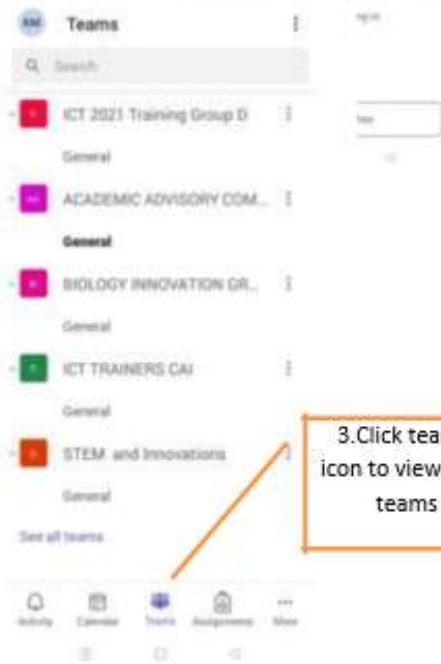 RM Teams
Search
ICT 2021 Training Group D
General
ACADEMIC ADVISORY COM...
General
BIOLOGY INNOVATION GR...
General
ICT TRAINERS CAI
General
STEM and Innovations
General
See all teams
3.Click tea
icon to view
teams
Activity Calendar Teams Assignments More